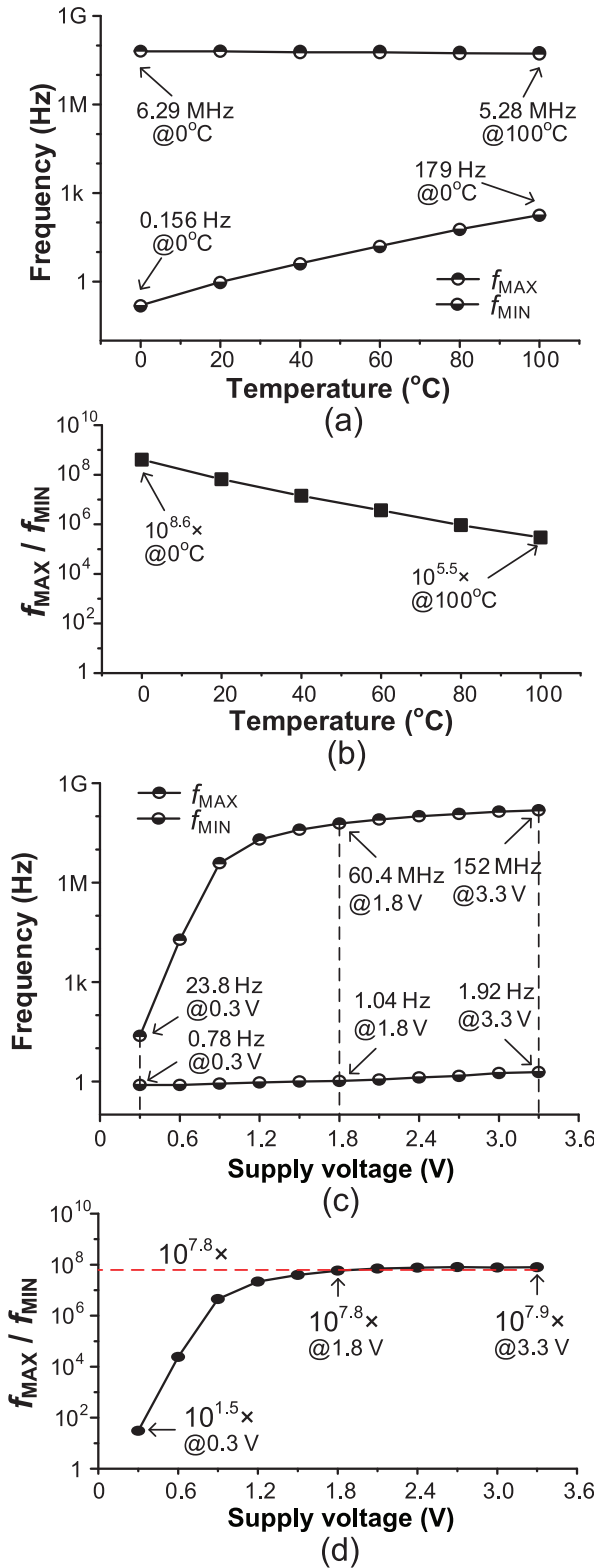 1G
1M
1k
1
Frequency (Hz)
6.29 MHz
@0°C
5.28 MHz
@100°C
179 Hz
@0°C
0.156 Hz
@0°C
fMAX
fMIN
0 20 40 60 80 100
Temperature (°C)
(a)
10^10
10^8
10^6
10^4
10^2
1
fMAX / fMIN
10^8.6×
@0°C
10^5.5×
@100°C
0 20 40 60 80 100
Temperature (°C)
(b)
1G
1M
1k
1
Frequency (Hz)
fMAX
fMIN
60.4 MHz
@1.8 V
152 MHz
@3.3 V
23.8 Hz
@0.3 V
0.78 Hz
@0.3 V
1.04 Hz
@1.8 V
1.92 Hz
@3.3 V
0 0.6 1.2 1.8 2.4 3.0 3.6
Supply voltage (V)
(c)
10^10
10^8
10^6
10^4
10^2
1
fMAX / fMIN
10^7.8×
10^7.8×
@1.8 V
10^7.9×
@3.3 V
10^1.5×
@0.3 V
0 0.6 1.2 1.8 2.4 3.0 3.6
Supply voltage (V)
(d)